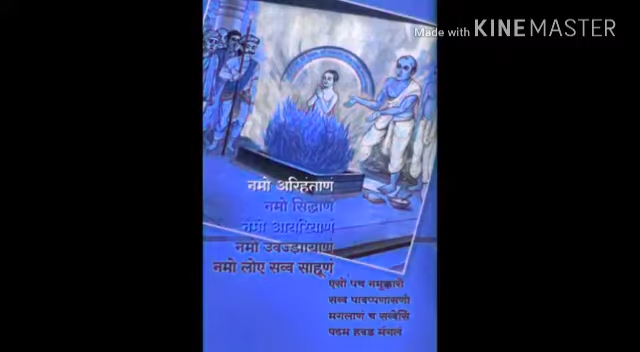 Made with KINEMASTER
नमो अरिहंताणं
नमो सिद्धाणं
नमो आयरियाणं
नमो उवज्झायाणं
नमो लोए सव्व साहूणं
एसो पंच नमुक्कारो
सव्व पावप्पणासणो
मंगलाणं च सव्वेसिं
पढम हवइ मंगलं